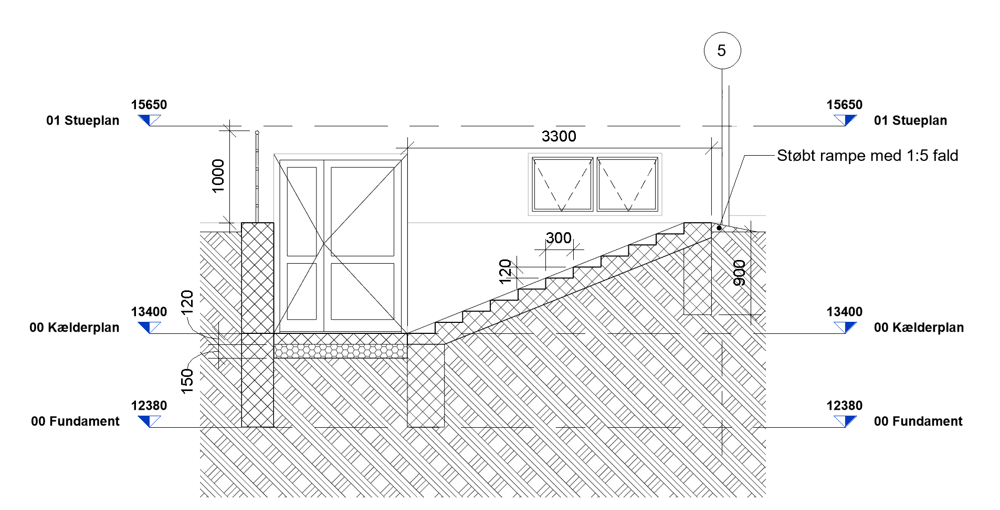 5
15650
01 Stueplan
15650
01 Stueplan
3300
Støbt rampe med 1:5 fald
1000
300
120
900
120
13400
00 Kælderplan
13400
00 Kælderplan
150
12380
00 Fundament
12380
00 Fundament